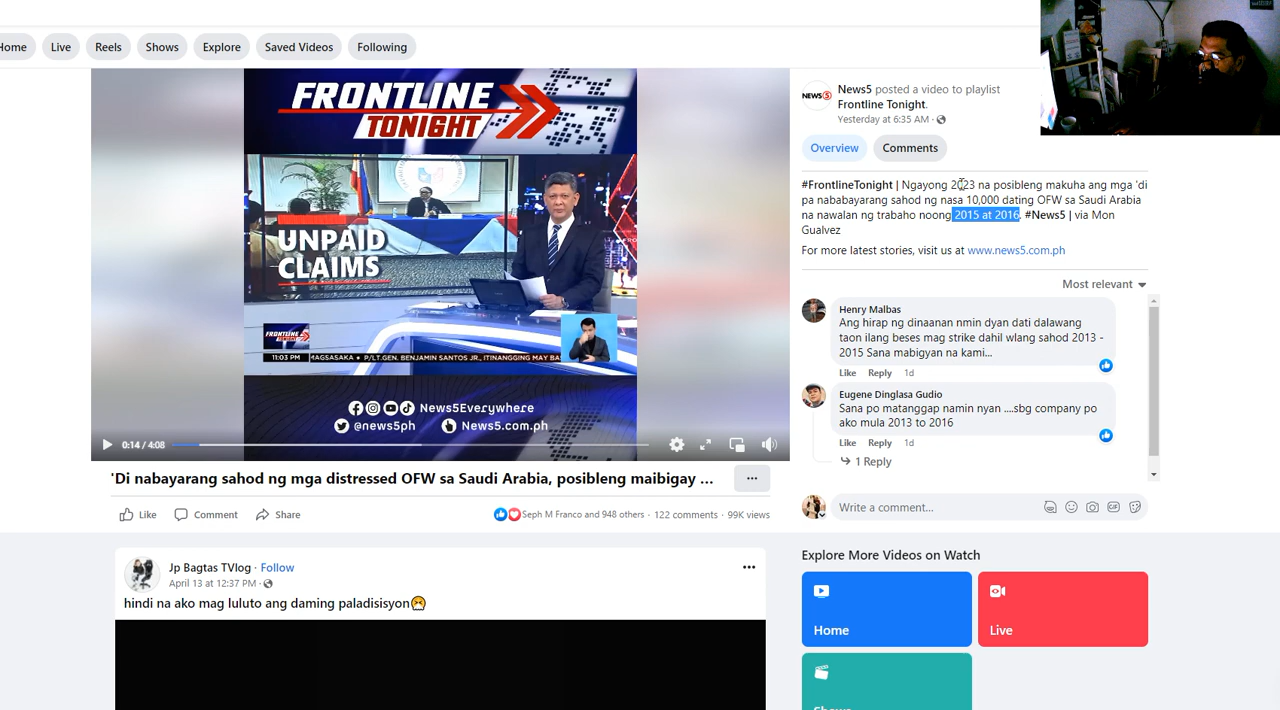 Home
Live
Reels
Shows
Explore
Saved Videos
Following
FRONTLINE
TONIGHT
UNPAID
CLAIMS
FRONTLINE
TONIGHT
11:03 PM
MAGSASAKA • P/LT.GEN. BENJAMIN SANTOS JR., ITINANGGING MAY BA
News5Everywhere
@news5ph
News5.com.ph
0:14 / 4:08
'Di nabayarang sahod ng mga distressed OFW sa Saudi Arabia, posibleng maibigay ...
Like
Comment
Share
Seph M Franco and 948 others · 122 comments · 99K views
Jp Bagtas TVlog · Follow
April 13 at 12:37 PM ·
hindi na ako mag luluto ang daming paladisisyon😣
NEWS5
News5 posted a video to playlist
Frontline Tonight.
Yesterday at 6:35 AM ·
Overview
Comments
#FrontlineTonight | Ngayong 2023 na posibleng makuha ang mga 'di
pa nababayarang sahod ng nasa 10,000 dating OFW sa Saudi Arabia
na nawalan ng trabaho noong 2015 at 2016. #News5 | via Mon
Gualvez
For more latest stories, visit us at www.news5.com.ph
Most relevant
Henry Malbas
Ang hirap ng dinaanan nmin dyan dati dalawang
taon ilang beses mag strike dahil wlang sahod 2013 -
2015 Sana mabigyan na kami...
Like Reply 1d
Eugene Dinglasa Gudio
Sana po matanggap namin nyan ....sbg company po
ako mula 2013 to 2016
Like Reply 1d
1 Reply
Write a comment...
GIF
Explore More Videos on Watch
Home
Live
Shows